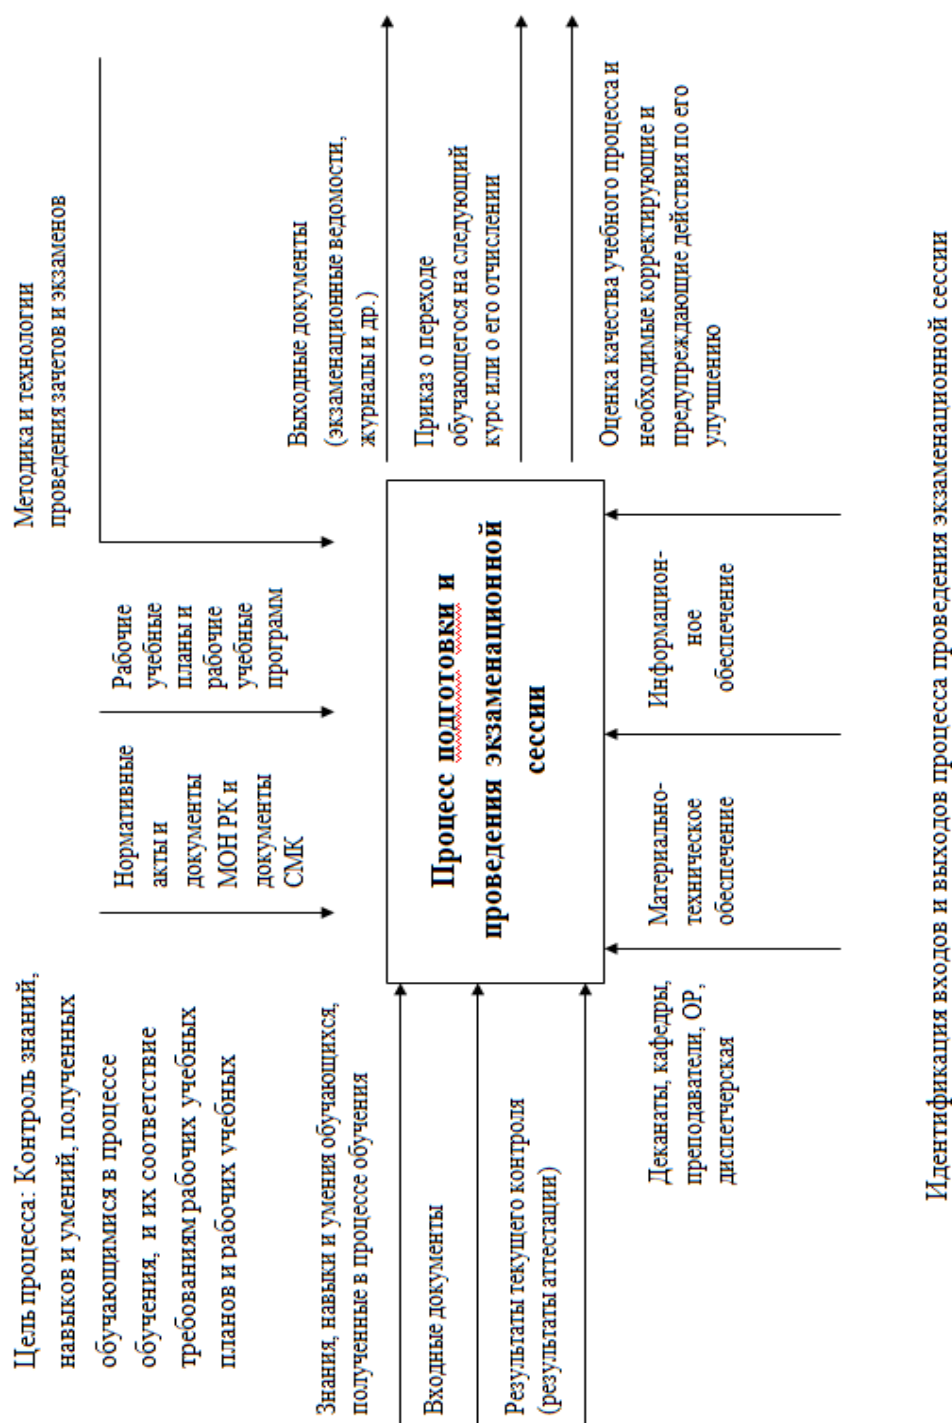 Цель процесса: Контроль знаний,
навыков и умений, полученных
обучающимися в процессе
обучения, и их соответствие
требованиям рабочих учебных
планов и рабочих учебных
Методика и технологии
проведения зачетов и экзаменов
Нормативные
акты и
документы
МОН РК и
документы
СМК
Рабочие
учебные
планы и
рабочие
учебные
программ
Знания, навыки и умения обучающихся,
полученные в процессе обучения
Входные документы
Результаты текущего контроля
(результаты аттестации)
Процесс подготовки и
проведения экзаменационной
сессии
Выходные документы
(экзаменационные ведомости,
журналы и др.)
Приказ о переходе
обучающегося на следующий
курс или о его отчислении
Оценка качества учебного процесса и
необходимые корректирующие и
предупреждающие действия по его
улучшению
Деканаты, кафедры,
преподаватели, ОР,
диспетчерская
Материально-
техническое
обеспечение
Информацион-
ное
обеспечение
Идентификация входов и выходов процесса проведения экзаменационной сессии